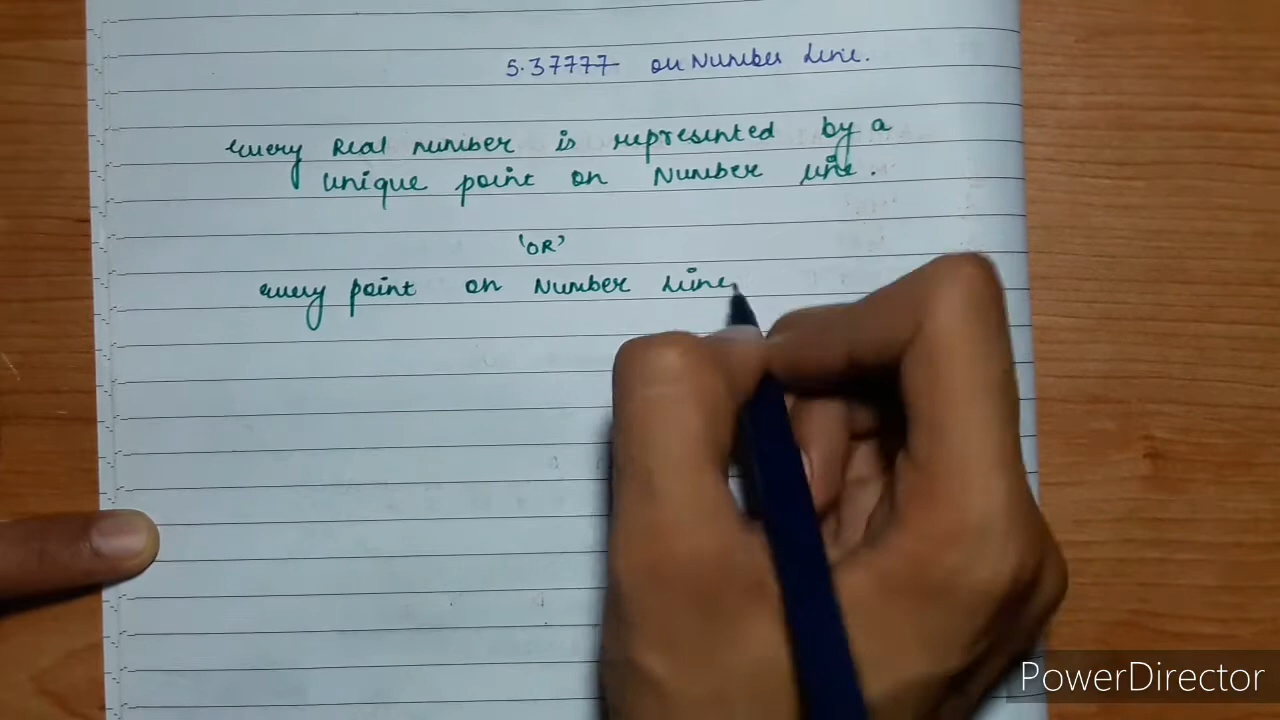 5.37777 on Number Line.
every Real number is represented by a
unique point on Number line.
'OR'
every point on Number Line
PowerDirector